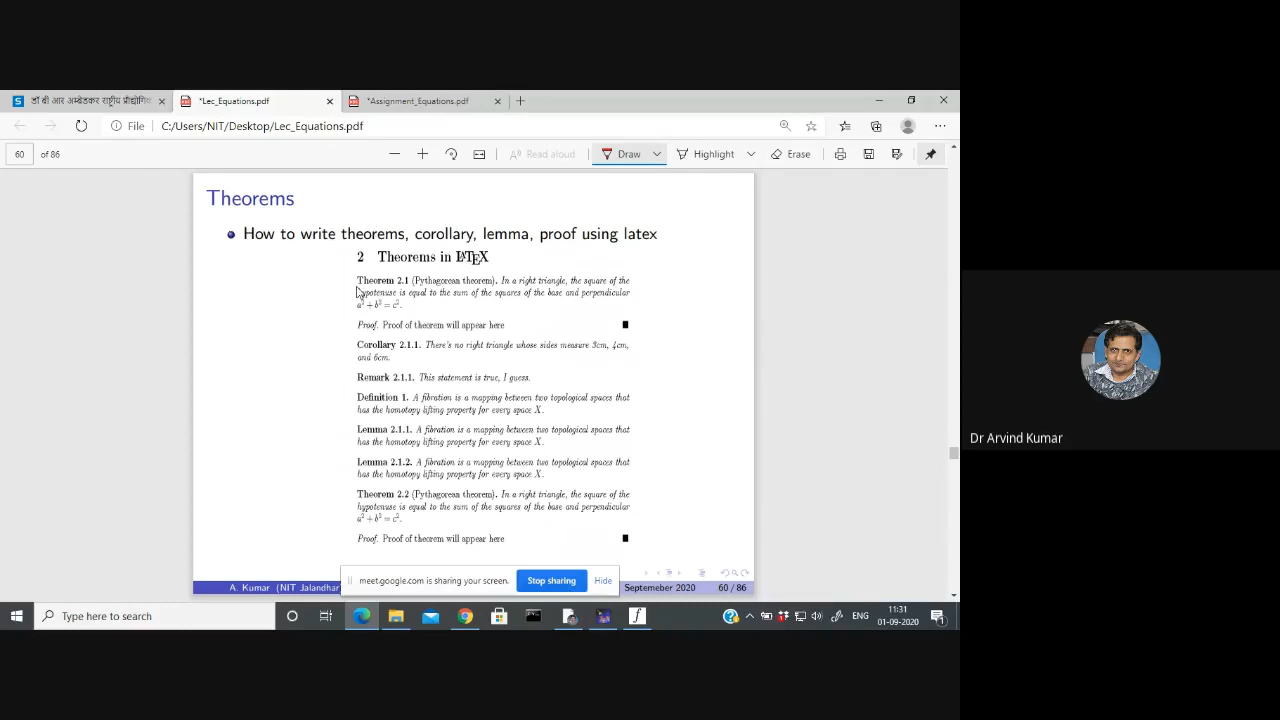 डॉ बी आर अम्बेडकर राष्ट्रीय प्रौद्योगिक
*Lec_Equations.pdf
*Assignment_Equations.pdf
File C:/Users/NIT/Desktop/Lec_Equations.pdf
60 of 86
Read aloud
Draw
Highlight
Erase
Theorems
How to write theorems, corollary, lemma, proof using latex
2 Theorems in LATEX
Theorem 2.1 (Pythagorean theorem). In a right triangle, the square of the
hypotenuse is equal to the sum of the squares of the base and perpendicular
a² + b² = c².
Proof. Proof of theorem will appear here
Corollary 2.1.1. There's no right triangle whose sides measure 3cm, 4cm,
and 6cm.
Remark 2.1.1. This statement is true, I guess.
Definition 1. A fibration is a mapping between two topological spaces that
has the homotopy lifting property for every space X.
Lemma 2.1.1. A fibration is a mapping between two topological spaces that
has the homotopy lifting property for every space X.
Lemma 2.1.2. A fibration is a mapping between two topological spaces that
has the homotopy lifting property for every space X.
Theorem 2.2 (Pythagorean theorem). In a right triangle, the square of the
hypotenuse is equal to the sum of the squares of the base and perpendicular
a² + b² = c².
Proof. Proof of theorem will appear here
A. Kumar (NIT Jalandhar
Septemeber 2020
60 / 86
meet.google.com is sharing your screen.
Stop sharing
Hide
Type here to search
ENG
11:31
01-09-2020
1
Dr Arvind Kumar